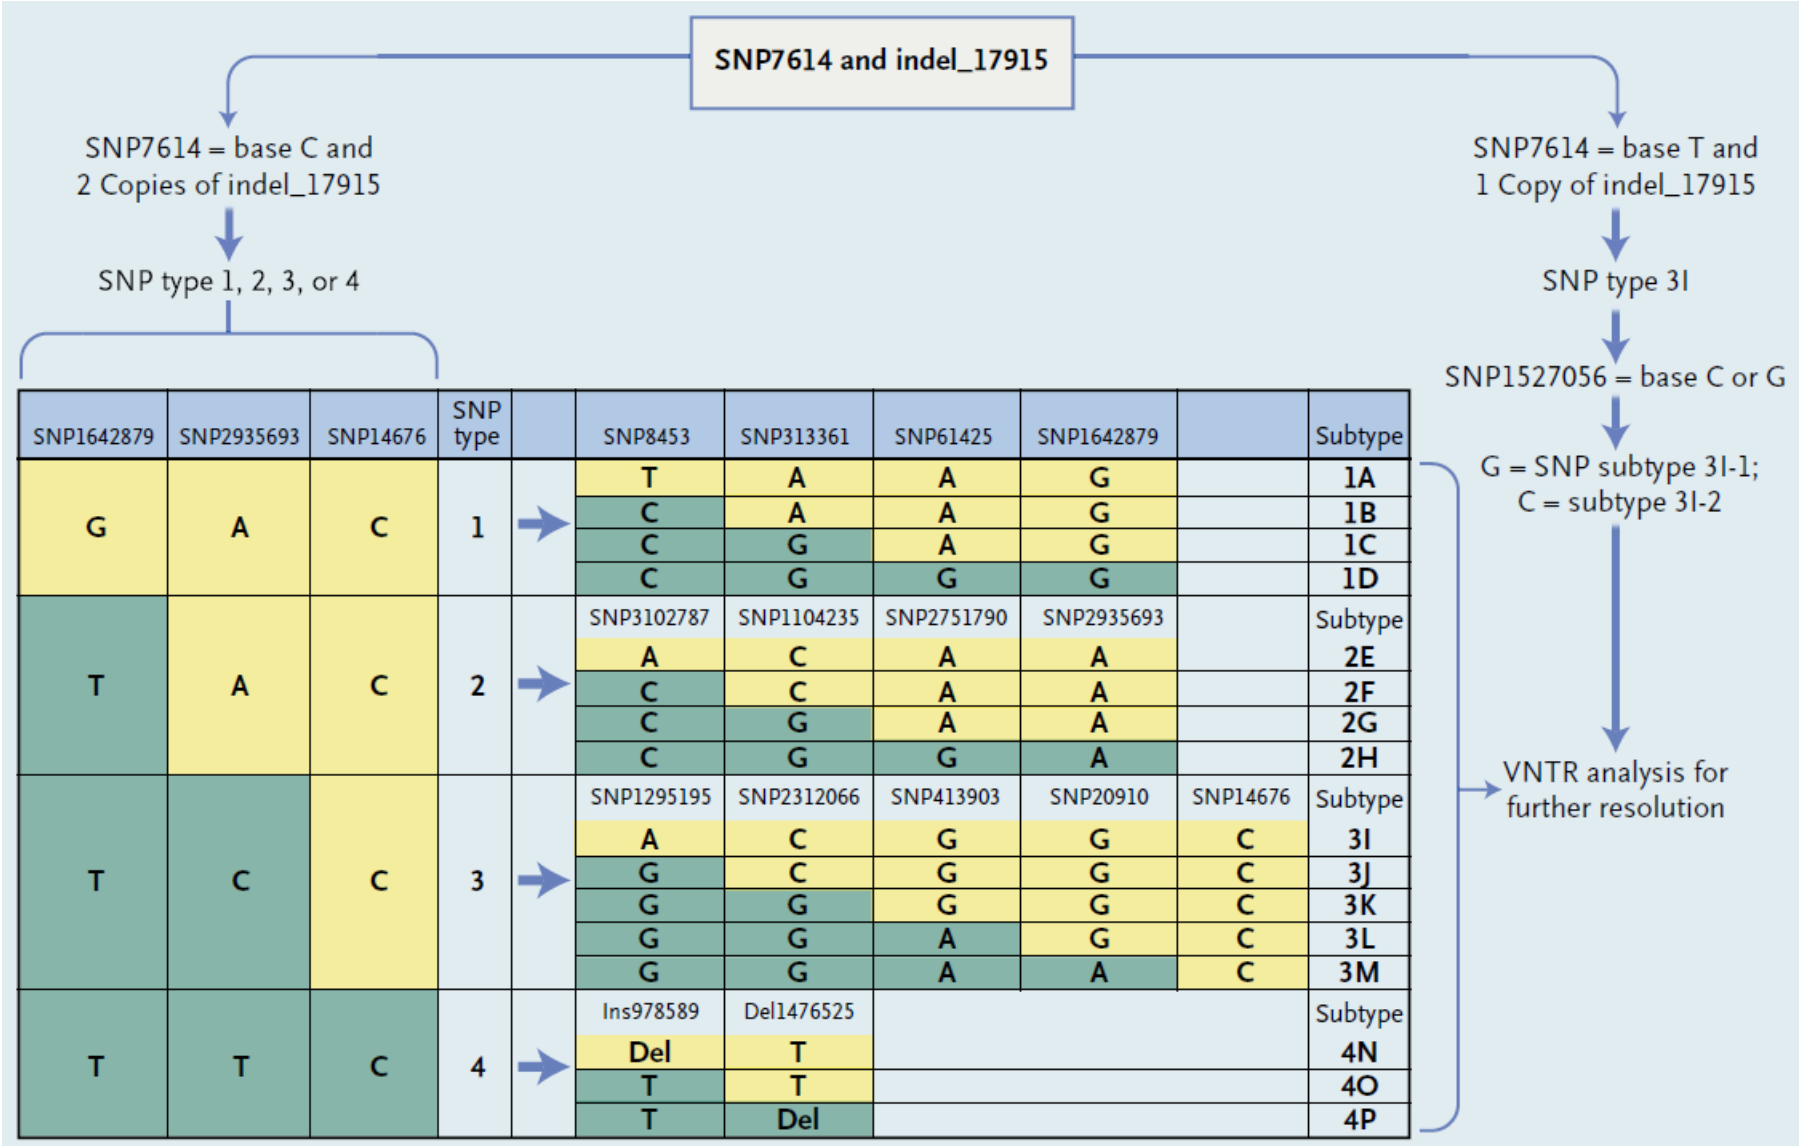 SNP7614 and indel_17915
SNP7614 = base C and
2 Copies of indel_17915
SNP type 1, 2, 3, or 4
SNP7614 = base T and
1 Copy of indel_17915
SNP type 3I
SNP1527056 = base C or G
G = SNP subtype 3I-1;
C = subtype 3I-2
VNTR analysis for
further resolution
SNP1642879 SNP2935693 SNP14676 SNP type SNP8453 SNP313361 SNP61425 SNP1642879 Subtype
G A C 1
T A A G 1A
C A A G 1B
C G A G 1C
C G G G 1D
SNP3102787 SNP1104235 SNP2751790 SNP2935693 Subtype
T A C 2
A C A A 2E
C C A A 2F
C G A A 2G
C G G A 2H
SNP1295195 SNP2312066 SNP413903 SNP20910 SNP14676 Subtype
T C C 3
A C G G C 3I
G C G G C 3J
G G G G C 3K
G G A G C 3L
G G A A C 3M
Ins978589 Del1476525 Subtype
T T C 4
Del T 4N
T T 4O
T Del 4P